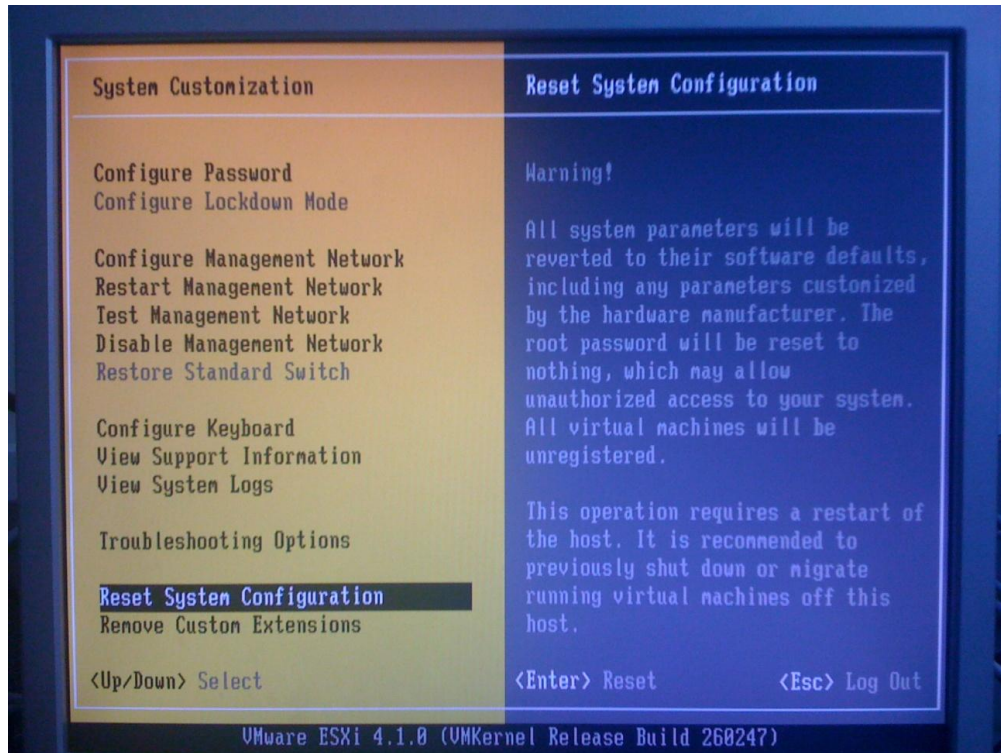 System Customization
Configure Password
Configure Lockdown Mode
Configure Management Network
Restart Management Network
Test Management Network
Disable Management Network
Restore Standard Switch
Configure Keyboard
View Support Information
View System Logs
Troubleshooting Options
Reset System Configuration
Remove Custom Extensions
<Up/Down> Select
Reset System Configuration
Warning!
All system parameters will be
reverted to their software defaults,
including any parameters customized
by the hardware manufacturer. The
root password will be reset to
nothing, which may allow
unauthorized access to your system.
All virtual machines will be
unregistered.
This operation requires a restart of
the host. It is recommended to
previously shut down or migrate
running virtual machines off this
host.
<Enter> Reset <Esc> Log Out
VMware ESXi 4.1.0 (VMKernel Release Build 260247)